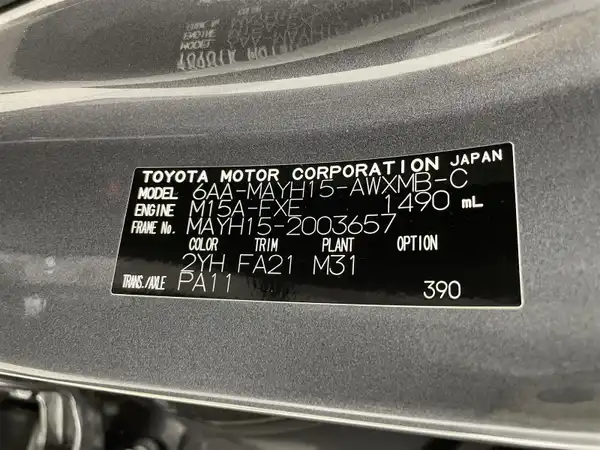 TOYOTA MOTOR CORPORATION JAPAN
MODEL 6AA-MAYH15-AWXMB-C
ENGINE M15A-FXE 1490 mL
FRAME No. MAYH15-2003657
COLOR TRIM PLANT OPTION
2YH FA21 M31
TRANS./AXLE PA11 390